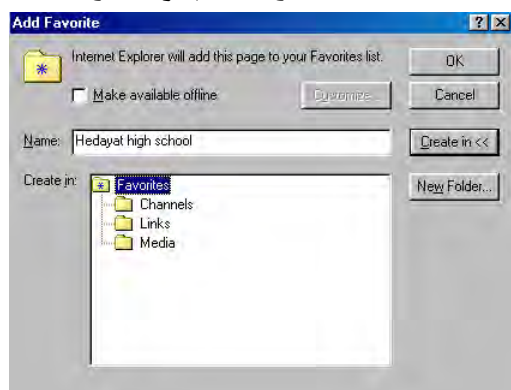 Add Favorite
Internet Explorer will add this page to your Favorites list.
OK
Make available offline
Customize...
Cancel
Name: Hedayat high school
Create in <<
Create in:
Favorites
New Folder...
Channels
Links
Media